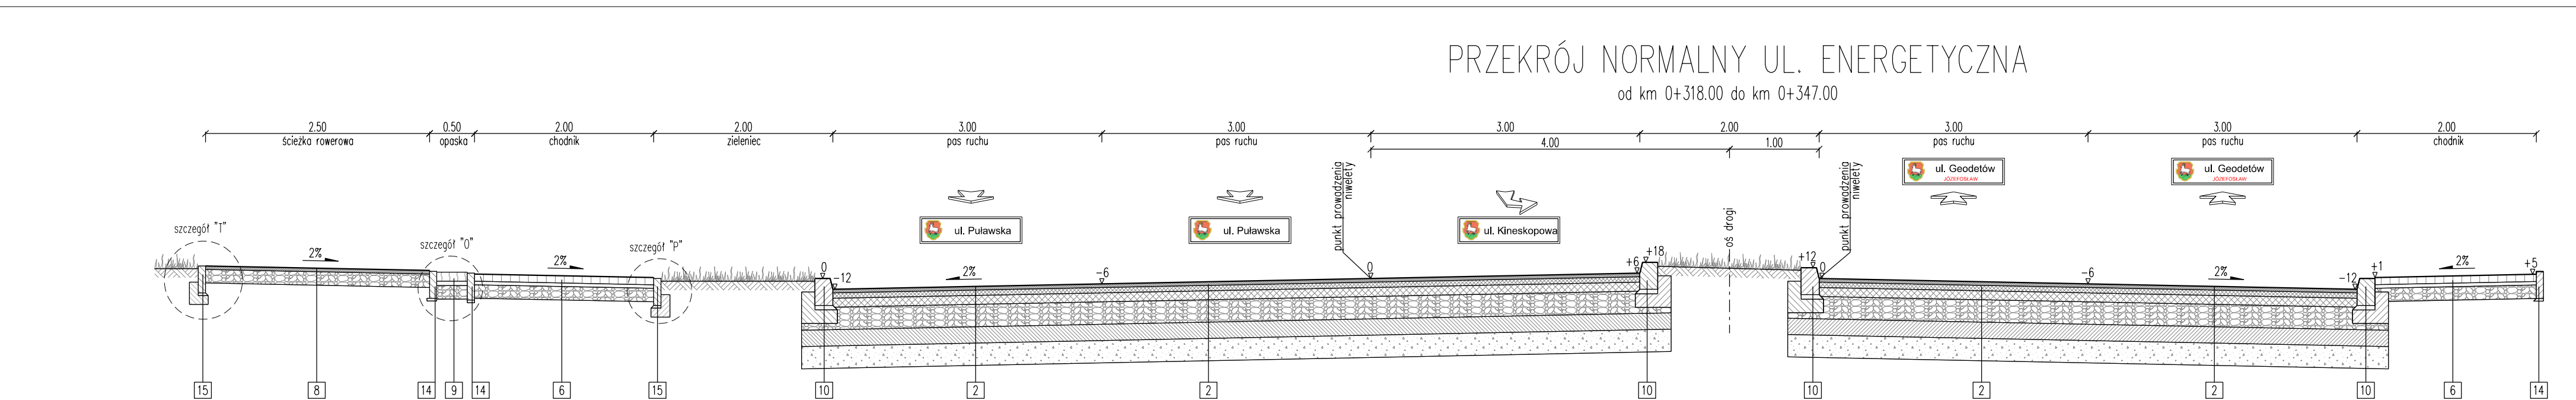 PRZEKRÓJ NORMALNY UL. ENERGETYCZNA
od km 0+318.00 do km 0+347.00
2.50 0.50 2.00 2.00 3.00 3.00 3.00 2.00 3.00 3.00 2.00
ścieżka rowerowa opaska chodnik zieleniec pas ruchu pas ruchu pas ruchu pas ruchu chodnik
4.00 1.00
punkt prowadzenia niwelety
punkt prowadzenia niwelety
oś drogi
ul. Geodetów
JÓZEFOSŁAW
ul. Geodetów
JÓZEFOSŁAW
ul. Puławska
ul. Puławska
ul. Kineskopowa
szczegół "T"
szczegół "O"
szczegół "P"
2% 2% 0 -12 2% -6 0 +6 +18 +12 0 -6 2% -12 +1 2% +5
15 8 14 9 14 6 15 10 2 2 10 10 2 2 10 6 14